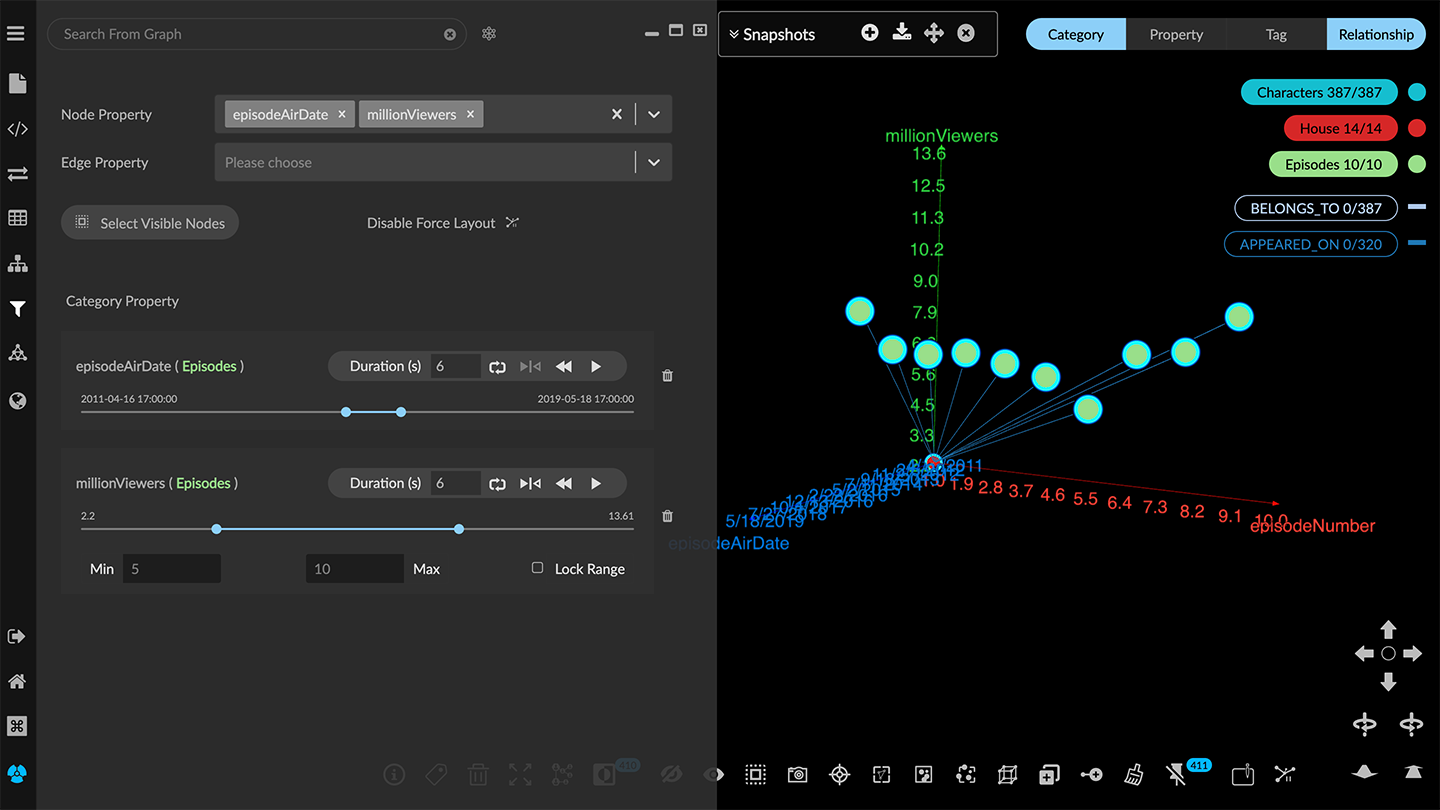 Search From Graph
Snapshots
Category
Property
Tag
Relationship
Characters 387/387
House 14/14
Episodes 10/10
BELONGS_TO 0/387
APPEARED_ON 0/320
Node Property
episodeAirDate ×
millionViewers ×
Edge Property
Please choose
Select Visible Nodes
Disable Force Layout
Category Property
episodeAirDate ( Episodes )
Duration (s)
6
2011-04-16 17:00:00
2019-05-18 17:00:00
millionViewers ( Episodes )
Duration (s)
6
2.2
13.61
Min
5
10
Max
Lock Range
millionViewers
13.6
12.5
11.3
10.2
9.0
7.9
5.6
4.5
3.3
1.9
2.8
3.7
4.6
5.5
6.4
7.3
8.2
9.1
10.0
episodeNumber
5/18/2019
episodeAirDate
410
411